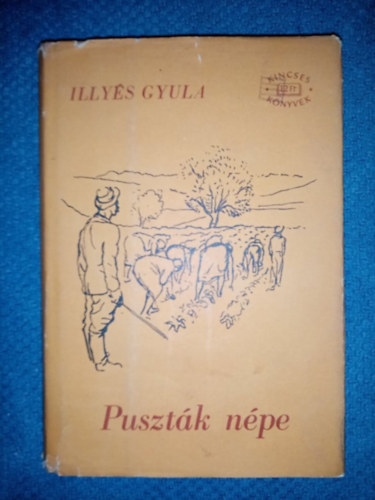 ILLYÉS GYULA
KINCSES
KÖNYVEK
Puszták népe